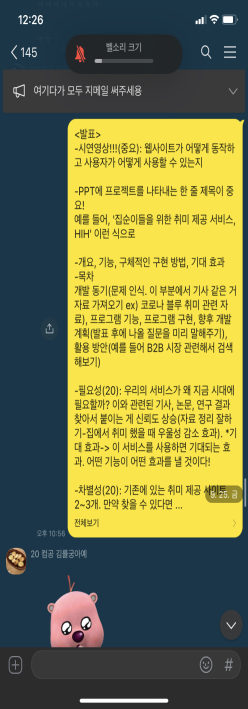 12:26
벨소리 크기
145
여기다가 모두 지메일 써주세용
<발표>
-시연영상!!!(중요): 웹사이트가 어떻게 동작하
고 사용자가 어떻게 사용할 수 있는지
-PPT에 프로젝트를 나타내는 한 줄 제목이 중
요!
예를 들어, '집순이들을 위한 취미 제공 서비스,
HIH' 이런 식으로
-개요, 기능, 구체적인 구현 방법, 기대 효과
-목차
개발 동기(문제 인식. 이 부분에서 기사 같은 거
자료 가져오기 ex) 코로나 블루 취미 관련 자
료), 프로그램 기능, 프로그램 구현, 향후 개발
계획(발표 후에 나올 질문을 미리 말해주기),
활용 방안(예를 들어 B2B 시장 관련해서 검색
해보기)
-필요성(20): 우리의 서비스가 왜 지금 시대에
필요할까? 이와 관련된 기사, 논문, 연구 결과
찾아서 붙이는 게 신뢰도 상승(자료 정리 잘하
기-집에서 취미 했을 때 우울성 감소 효과). *기
대 효과-> 이 서비스를 사용하면 기대되는 효
과. 어떤 기능이 어떤 효과를 낼 것이다!
-차별성(20): 기존에 있는 취미 제공 사이트
2~3개. 만약 찾을 수 있다면 ...
9. 25. 금
전체보기
오후 10:56
20 컴공 김률궁아예